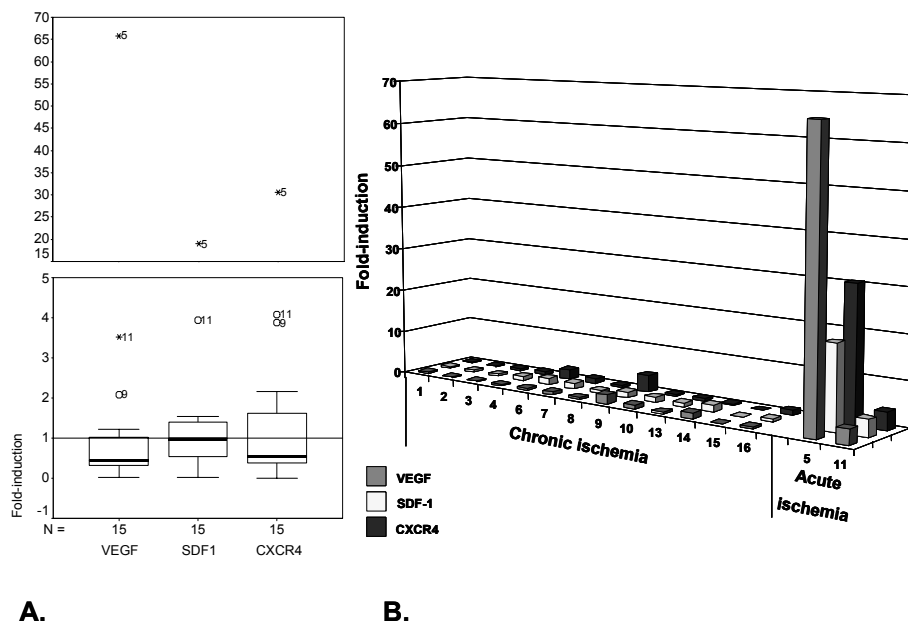 70
65
60
55
50
45
40
35
30
25
20
15
*5
*5
*5
5
4
3
2
1
0
-1
Fold-induction
*11
O9
O11
O11
O9
N = 15 15 15
VEGF SDF1 CXCR4
A.
70
60
50
40
30
20
10
0
Fold-induction
1 2 3 4 6 7 8 9 10 13 14 15 16 5 11
Chronic ischemia
Acute
ischemia
VEGF
SDF-1
CXCR4
B.